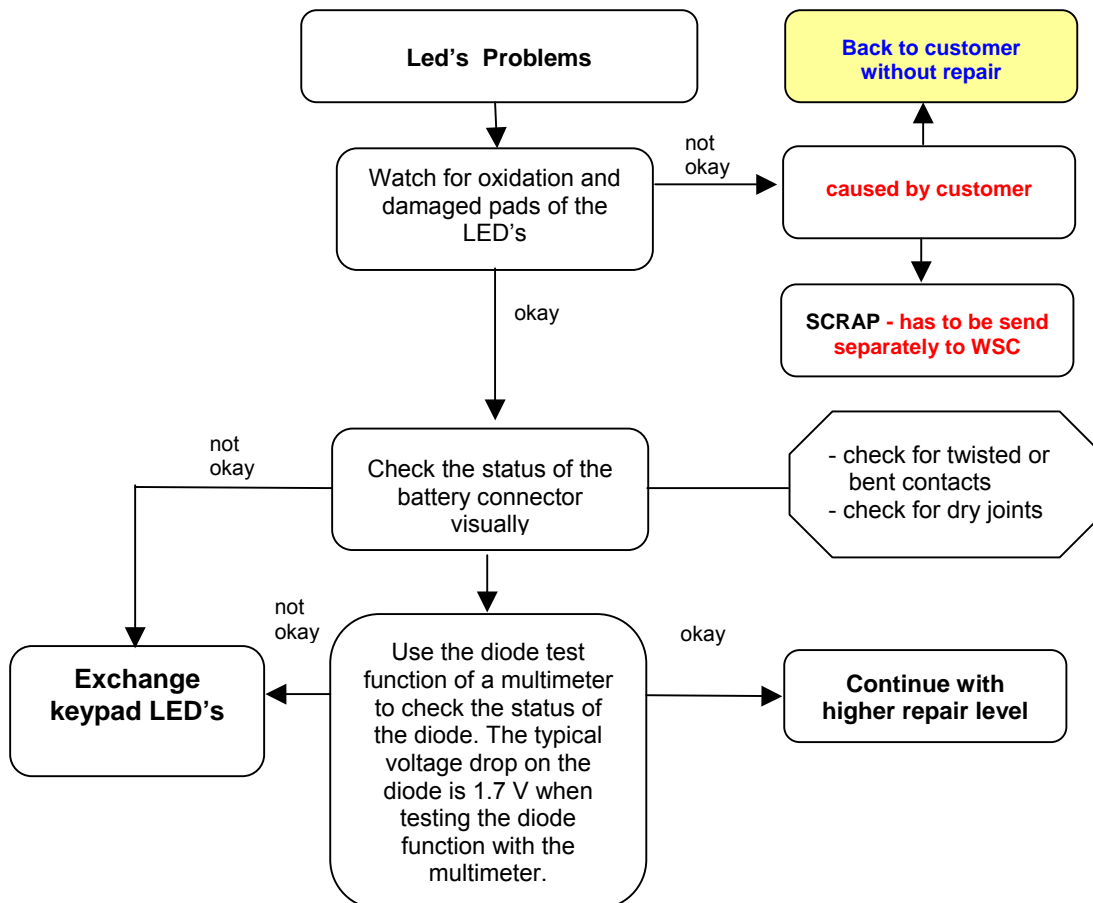 Led's Problems
Back to customer
without repair
not
okay
Watch for oxidation and
damaged pads of the
LED's
caused by customer
okay
SCRAP - has to be send
separately to WSC
not
okay
Check the status of the
battery connector
visually
- check for twisted or
bent contacts
- check for dry joints
not
okay
okay
Exchange
keypad LED's
Use the diode test
function of a multimeter
to check the status of
the diode. The typical
voltage drop on the
diode is 1.7 V when
testing the diode
function with the
multimeter.
Continue with
higher repair level